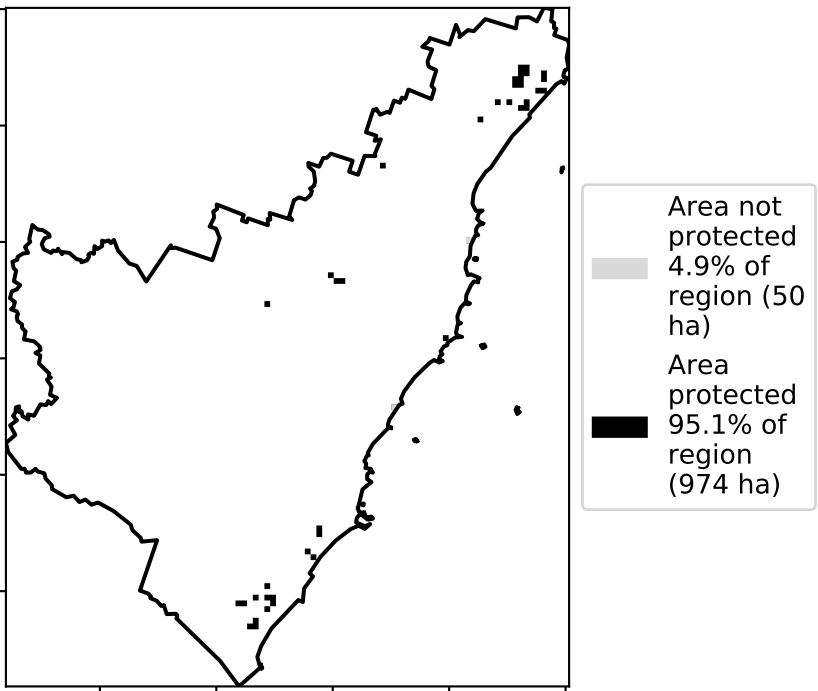 Area not
protected
4.9% of
region (50
ha)
Area
protected
95.1% of
region
(974 ha)